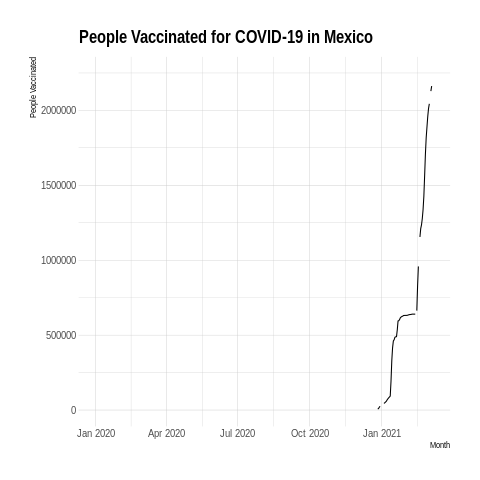 People Vaccinated for COVID-19 in Mexico
People Vaccinated
2000000
1500000
1000000
500000
0
Jan 2020 Apr 2020 Jul 2020 Oct 2020 Jan 2021
Month